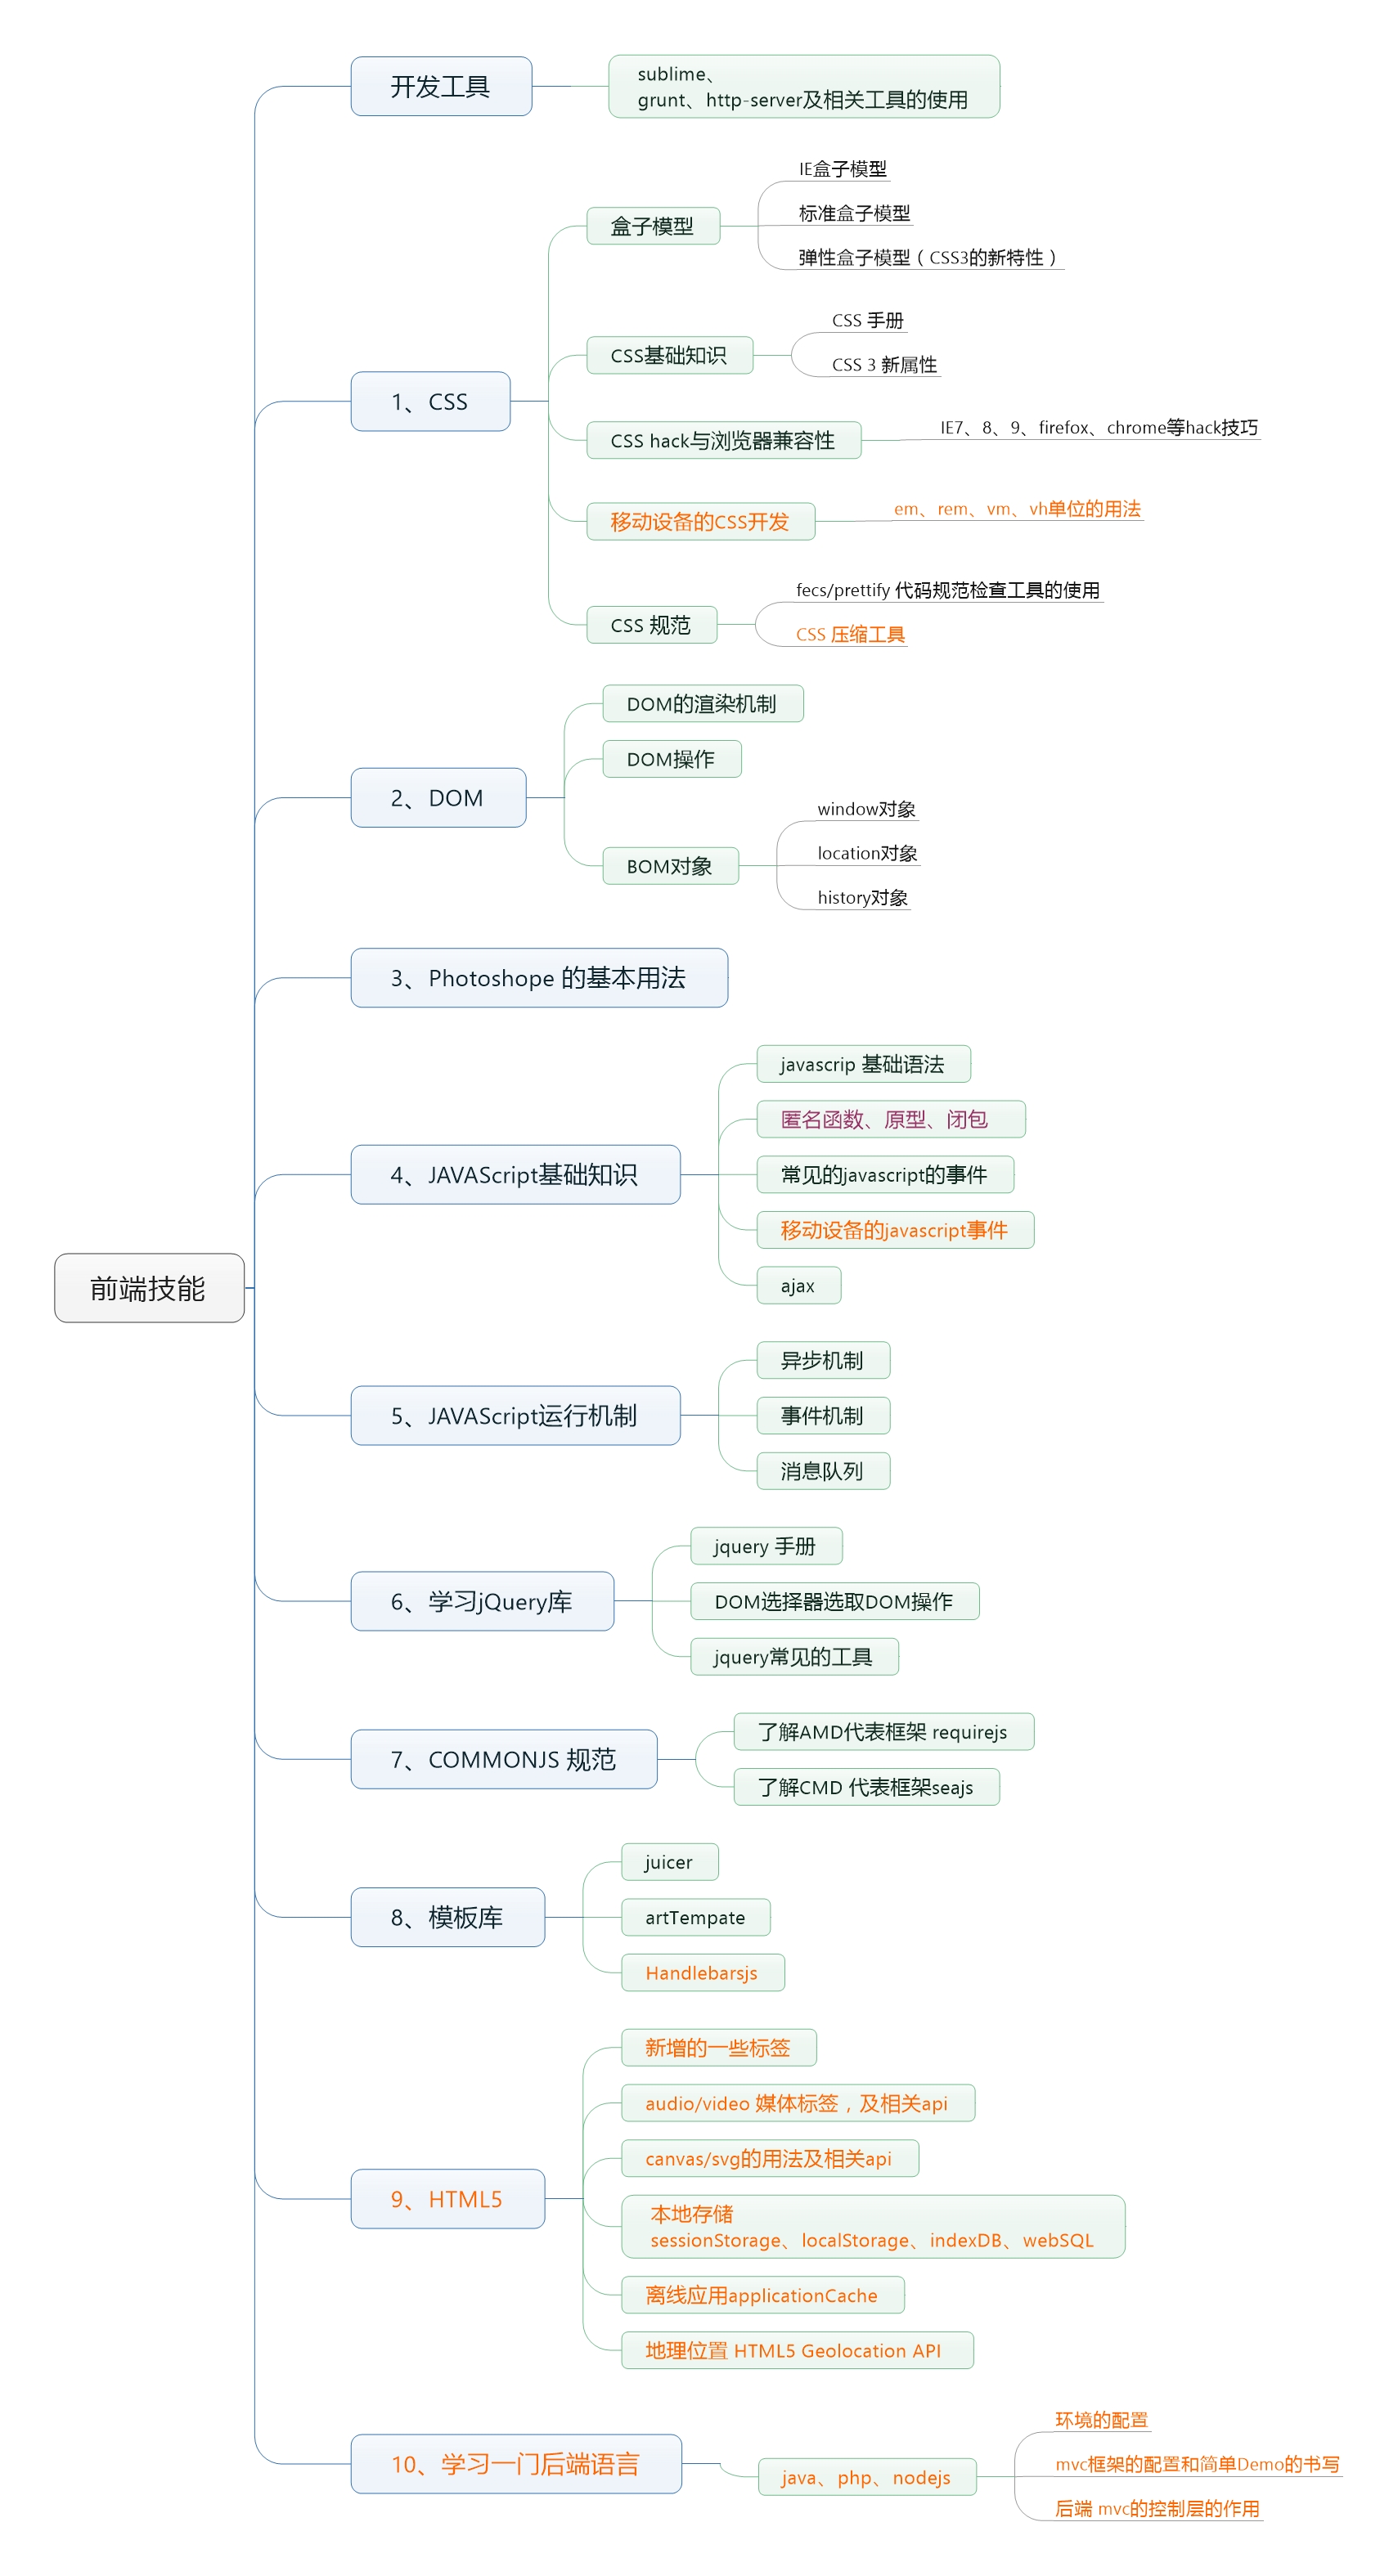 开发工具
sublime、
grunt、http-server及相关工具的使用
IE盒子模型
盒子模型
标准盒子模型
弹性盒子模型（CSS3的新特性）
CSS 手册
CSS基础知识
CSS 3 新属性
1、CSS
CSS hack与浏览器兼容性
IE7、8、9、firefox、chrome等hack技巧
移动设备的CSS开发
em、rem、vm、vh单位的用法
fecs/prettify 代码规范检查工具的使用
CSS 规范
CSS 压缩工具
DOM的渲染机制
DOM操作
2、DOM
window对象
BOM对象
location对象
history对象
3、Photoshope 的基本用法
javascrip 基础语法
匿名函数、原型、闭包
4、JAVAScript基础知识
常见的javascript的事件
移动设备的javascript事件
ajax
前端技能
异步机制
5、JAVAScript运行机制
事件机制
消息队列
jquery 手册
6、学习jQuery库
DOM选择器选取DOM操作
jquery常见的工具
了解AMD代表框架 requirejs
7、COMMONJS 规范
了解CMD 代表框架seajs
juicer
8、模板库
artTempate
Handlebarsjs
新增的一些标签
audio/video 媒体标签，及相关api
canvas/svg的用法及相关api
9、HTML5
本地存储
sessionStorage、localStorage、indexDB、webSQL
离线应用applicationCache
地理位置 HTML5 Geolocation API
10、学习一门后端语言
java、php、nodejs
环境的配置
mvc框架的配置和简单Demo的书写
后端 mvc的控制层的作用